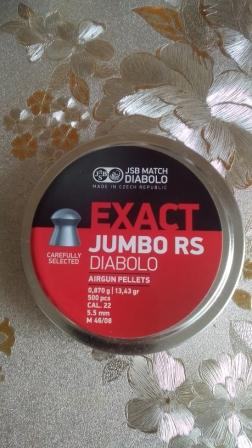 JSB MATCH
DIABOLO
MADE IN CZECH REPUBLIC
EXACT
JUMBO RS
DIABOLO
CAREFULLY
SELECTED
AIRGUN PELLETS
0,870 g | 13,43 gr
500 pcs
CAL. 22
5.5 mm
M 46/08